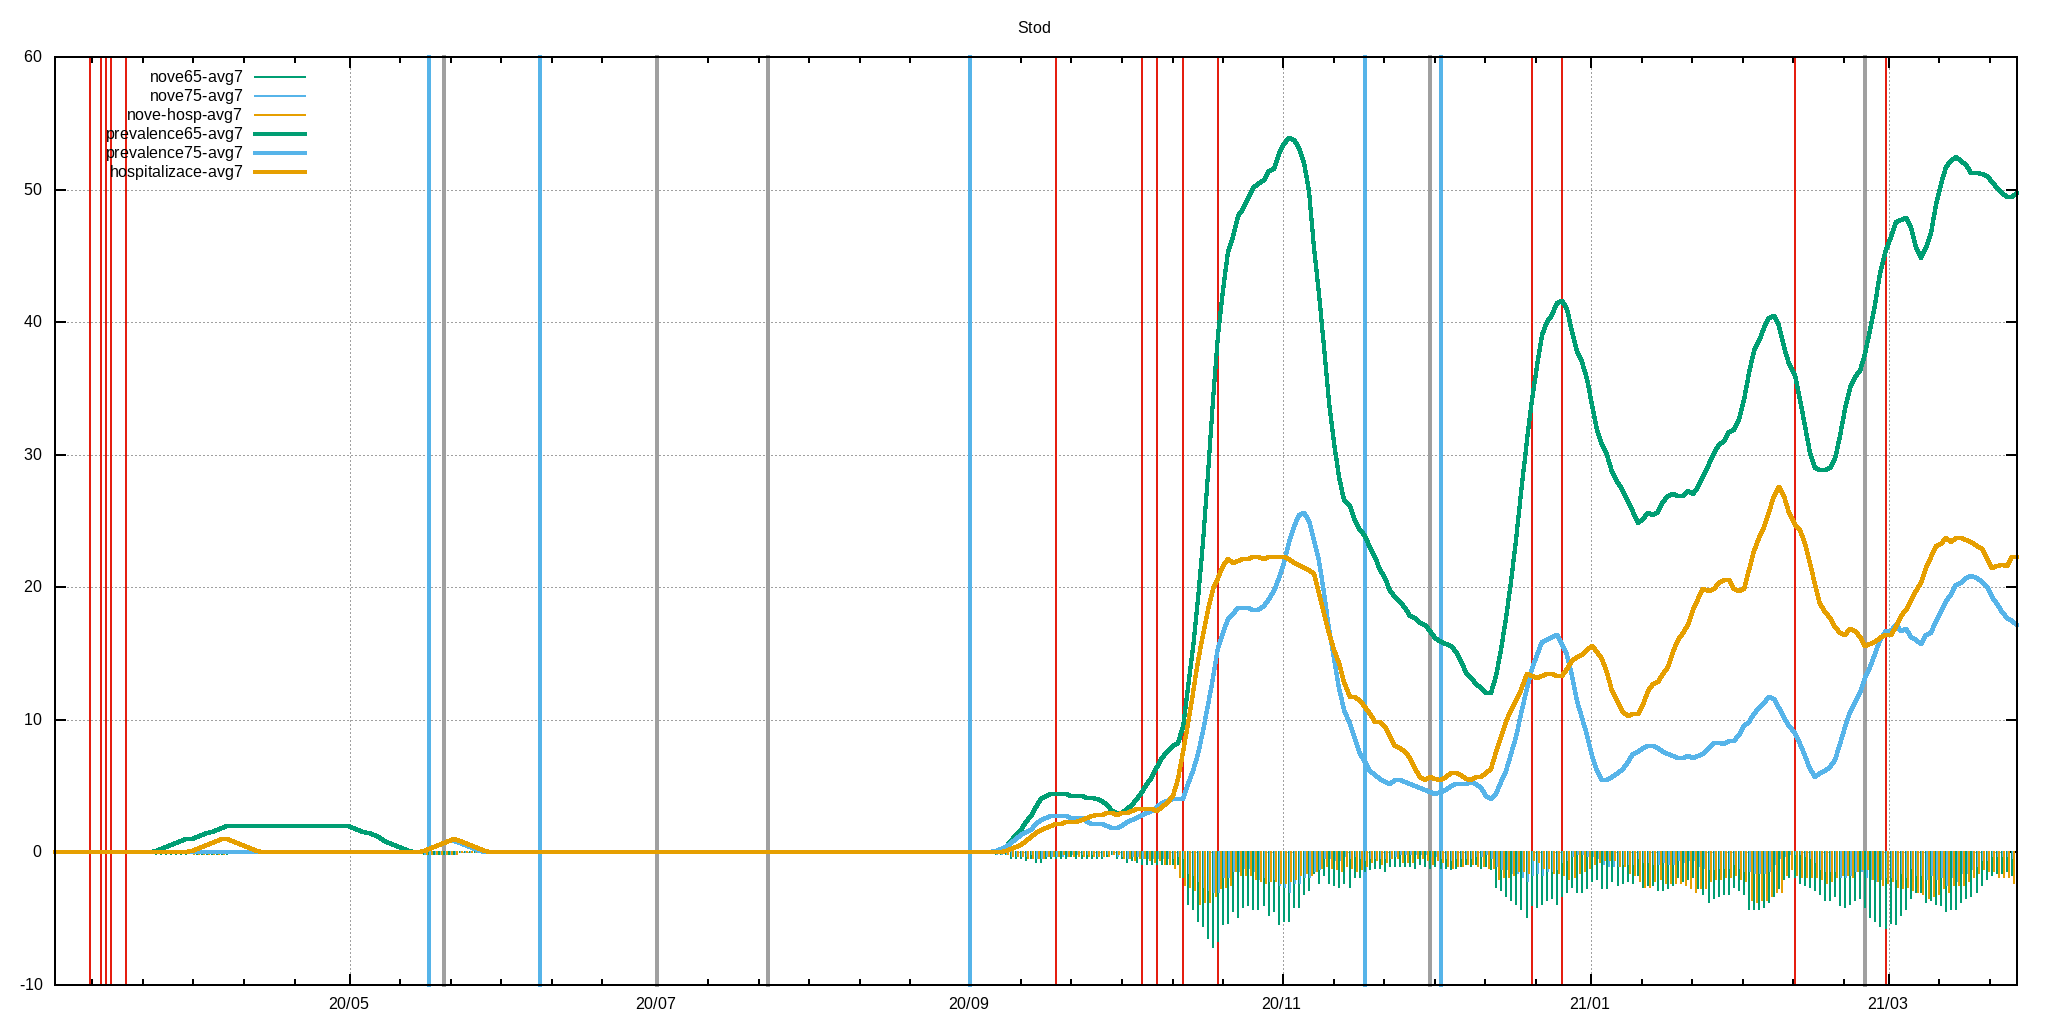 Stod
60
nove65-avg7
nove75-avg7
nove-hosp-avg7
prevalence65-avg7
prevalence75-avg7
hospitalizace-avg7
50
40
30
20
10
0
-10
20/05 20/07 20/09 20/11 21/01 21/03